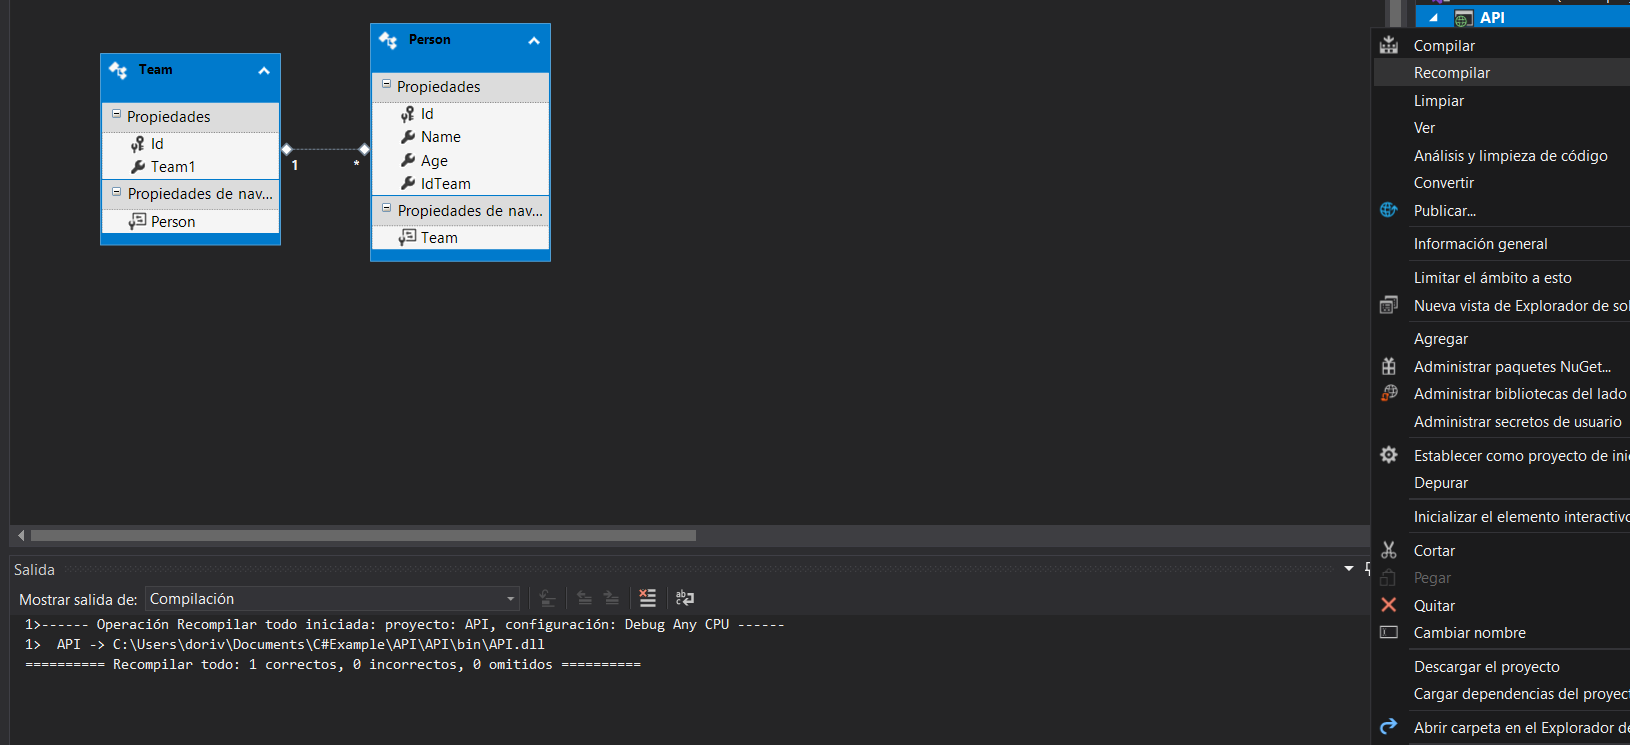 Team
Propiedades
Id
Team1
Propiedades de nav...
Person
1
*
Person
Propiedades
Id
Name
Age
IdTeam
Propiedades de nav...
Team
API
Compilar
Recompilar
Limpiar
Ver
Análisis y limpieza de código
Convertir
Publicar...
Información general
Limitar el ámbito a esto
Nueva vista de Explorador de sol
Agregar
Administrar paquetes NuGet...
Administrar bibliotecas del lado
Administrar secretos de usuario
Establecer como proyecto de ini
Depurar
Inicializar el elemento interactivo
Cortar
Pegar
Quitar
Cambiar nombre
Descargar el proyecto
Cargar dependencias del proyect
Abrir carpeta en el Explorador de
Salida
Mostrar salida de: Compilación
1>------ Operación Recompilar todo iniciada: proyecto: API, configuración: Debug Any CPU ------
1>  API -> C:\Users\doriv\Documents\C#Example\API\API\bin\API.dll
========== Recompilar todo: 1 correctos, 0 incorrectos, 0 omitidos ==========